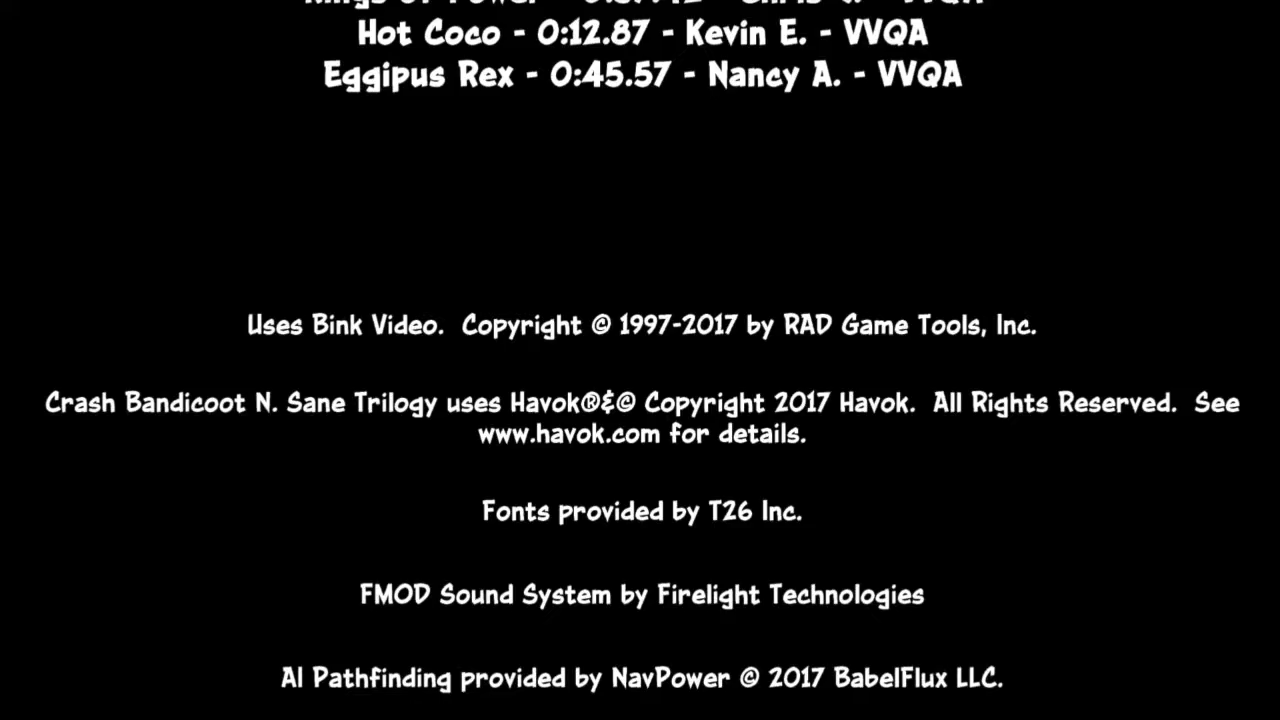 Hot Coco - 0:12.87 - Kevin E. - VVQA
Eggipus Rex - 0:45.57 - Nancy A. - VVQA
Uses Bink Video.  Copyright © 1997-2017 by RAD Game Tools, Inc.
Crash Bandicoot N. Sane Trilogy uses Havok®&© Copyright 2017 Havok.  All Rights Reserved.  See
www.havok.com for details.
Fonts provided by T26 Inc.
FMOD Sound System by Firelight Technologies
AI Pathfinding provided by NavPower © 2017 BabelFlux LLC.